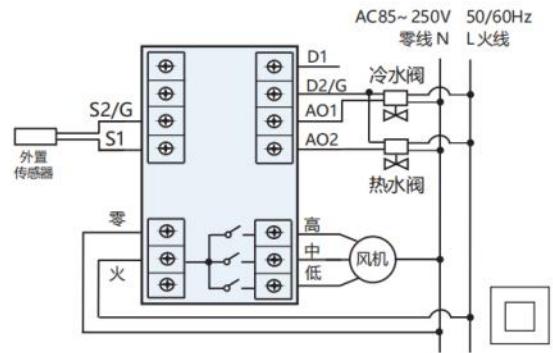 AC85~250V 50/60Hz
零线 N L火线
D1
冷水阀
D2/G
S2/G
AO1
S1
AO2
外置
传感器
热水阀
零
高
中
风机
火
低